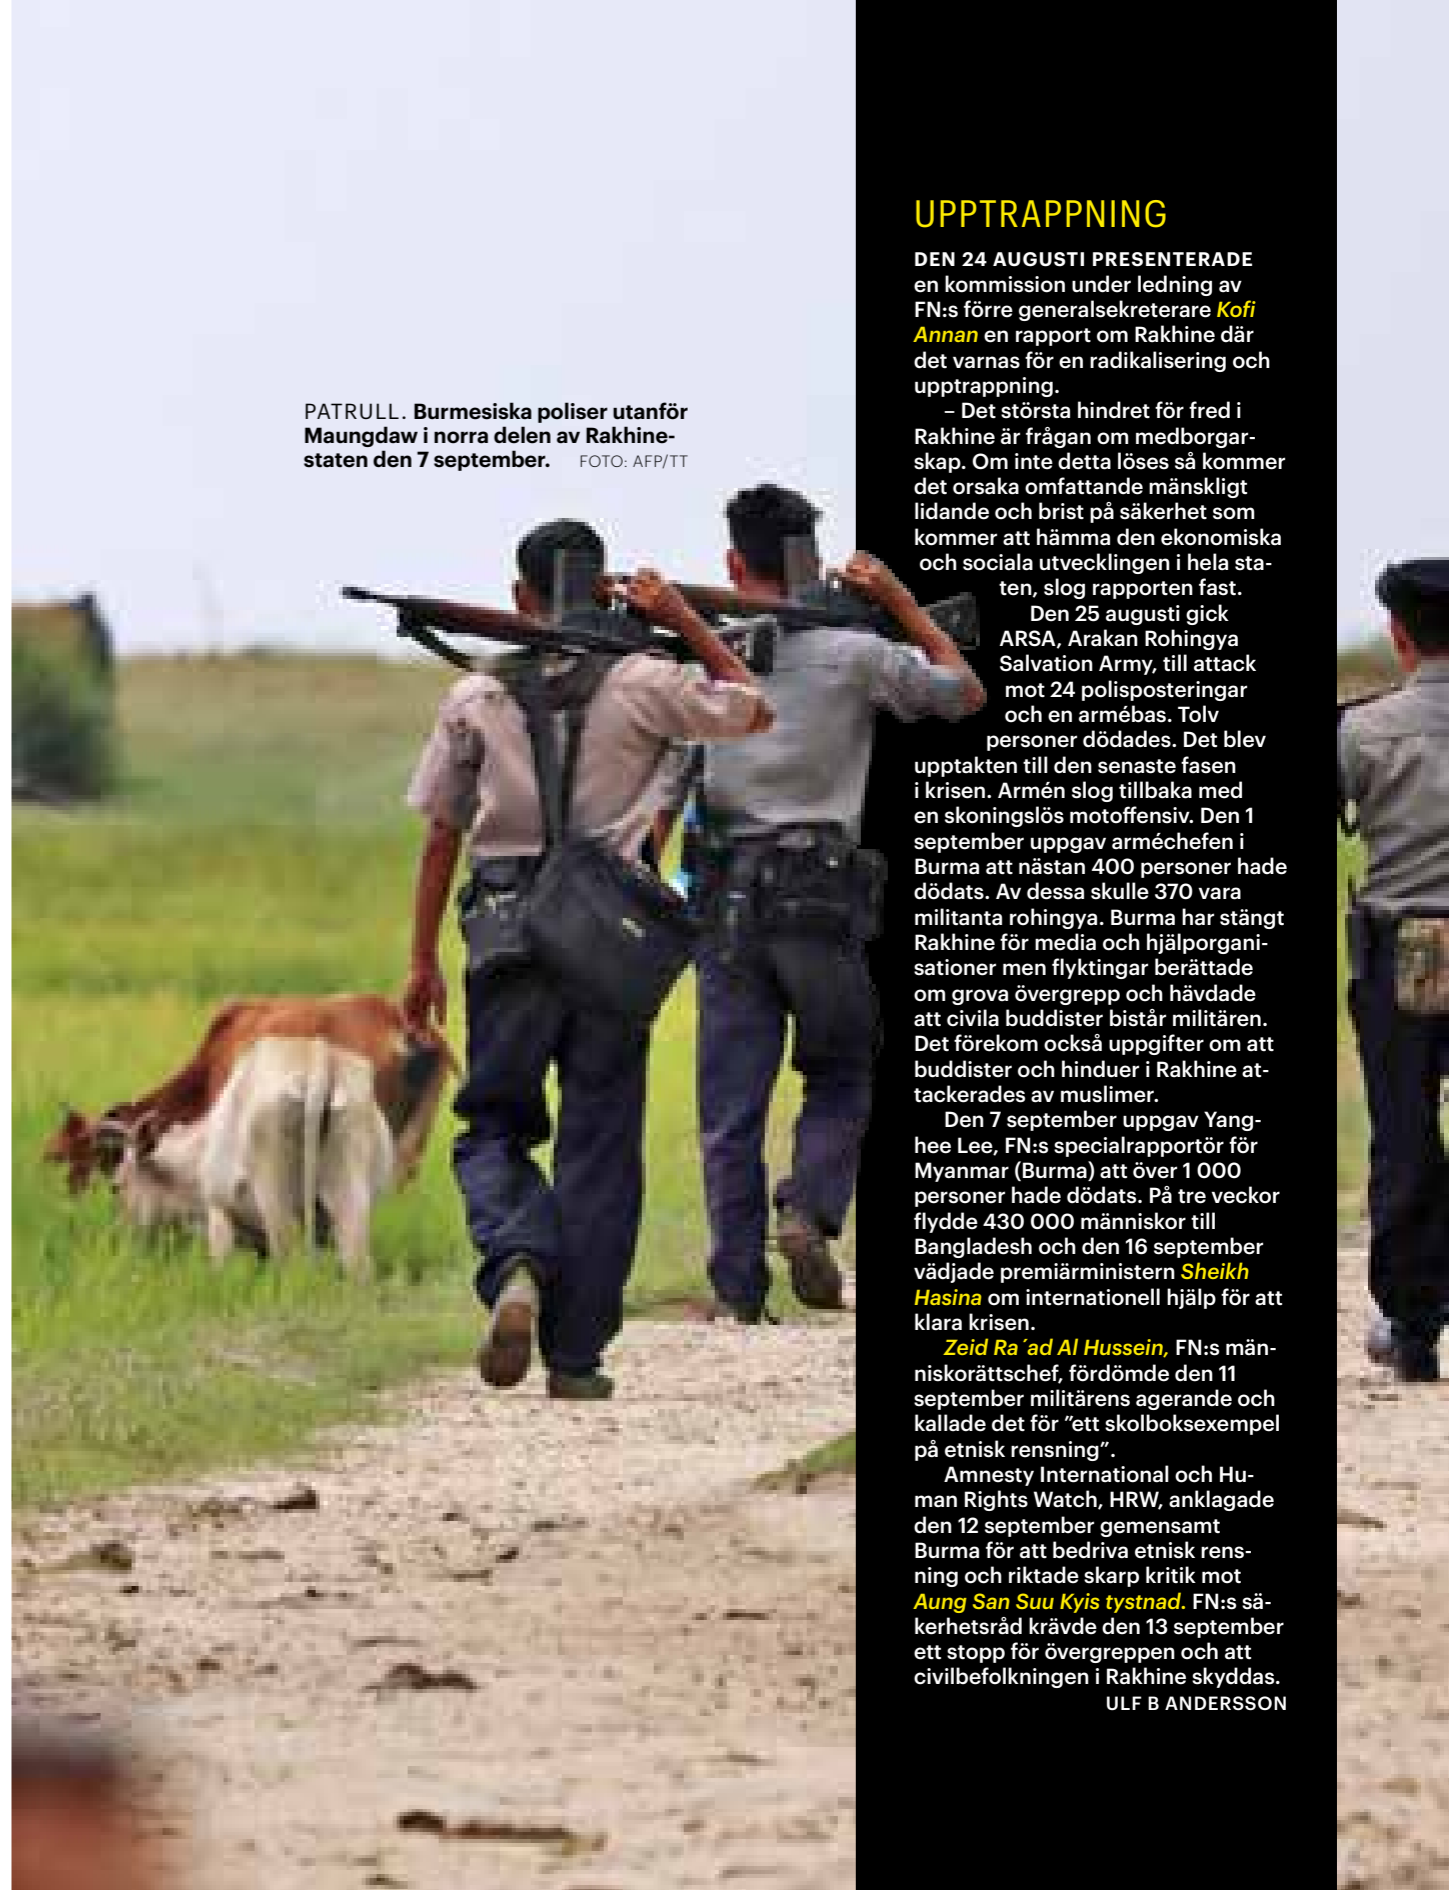 PATRULL. Burmesiska poliser utanför
Maungdaw i norra delen av Rakhine-
staten den 7 september. FOTO: AFP/TT
UPPTRAPPNING
DEN 24 AUGUSTI PRESENTERADE
en kommission under ledning av
FN:s förre generalsekreterare Kofi
Annan en rapport om Rakhine där
det varnas för en radikalisering och
upptrappning.
– Det största hindret för fred i
Rakhine är frågan om medborgar-
skap. Om inte detta löses så kommer
det orsaka omfattande mänskligt
lidande och brist på säkerhet som
kommer att hämma den ekonomiska
och sociala utvecklingen i hela sta-
ten, slog rapporten fast.
Den 25 augusti gick
ARSA, Arakan Rohingya
Salvation Army, till attack
mot 24 polisposteringar
och en armébas. Tolv
personer dödades. Det blev
upptakten till den senaste fasen
i krisen. Armén slog tillbaka med
en skoningslös motoffensiv. Den 1
september uppgav arméchefen i
Burma att nästan 400 personer hade
dödats. Av dessa skulle 370 vara
militanta rohingya. Burma har stängt
Rakhine för media och hjälporgani-
sationer men flyktingar berättade
om grova övergrepp och hävdade
att civila buddister bistår militären.
Det förekom också uppgifter om att
buddister och hinduer i Rakhine at-
tackerades av muslimer.
Den 7 september uppgav Yang-
hee Lee, FN:s specialrapportör för
Myanmar (Burma) att över 1 000
personer hade dödats. På tre veckor
flydde 430 000 människor till
Bangladesh och den 16 september
vädjade premiärministern Sheikh
Hasina om internationell hjälp för att
klara krisen.
Zeid Ra´ad Al Hussein, FN:s män-
niskorättschef, fördömde den 11
september militärens agerande och
kallade det för ”ett skolboksexempel
på etnisk rensning”.
Amnesty International och Hu-
man Rights Watch, HRW, anklagade
den 12 september gemensamt
Burma för att bedriva etnisk rens-
ning och riktade skarp kritik mot
Aung San Suu Kyis tystnad. FN:s sä-
kerhetsråd krävde den 13 september
ett stopp för övergreppen och att
civilbefolkningen i Rakhine skyddas.
ULF B ANDERSSON